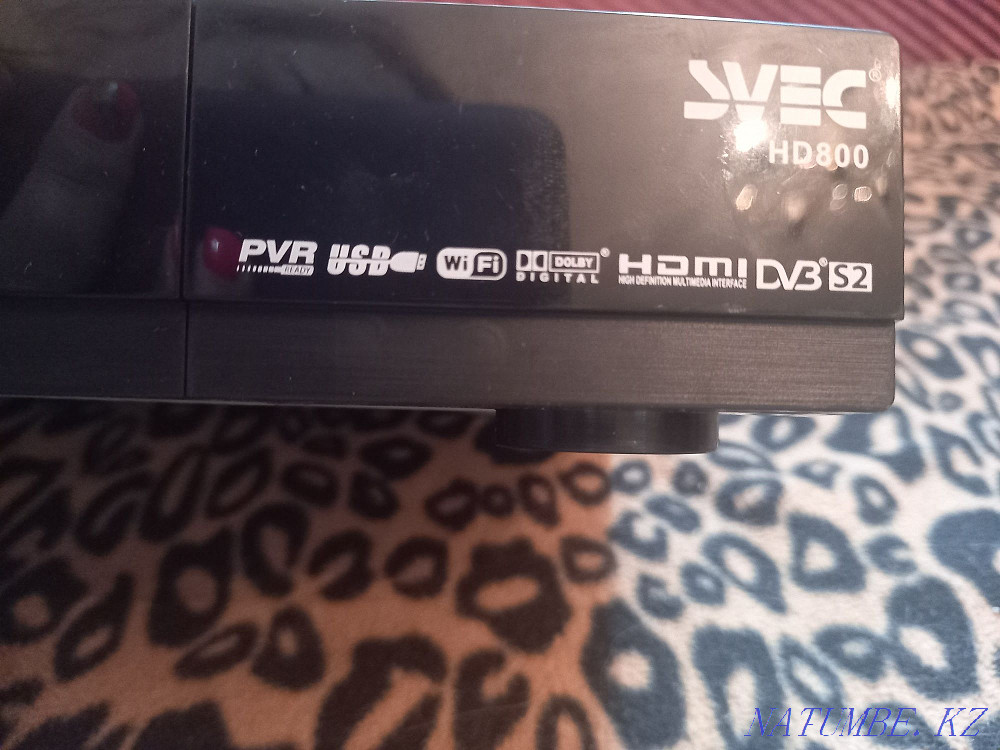 SVEC®
HD800
PVR READY USB WiFi DOLBY® DIGITAL HDMI HIGH DEFINITION MULTIMEDIA INTERFACE DVB® S2
NATUMBE.KZ